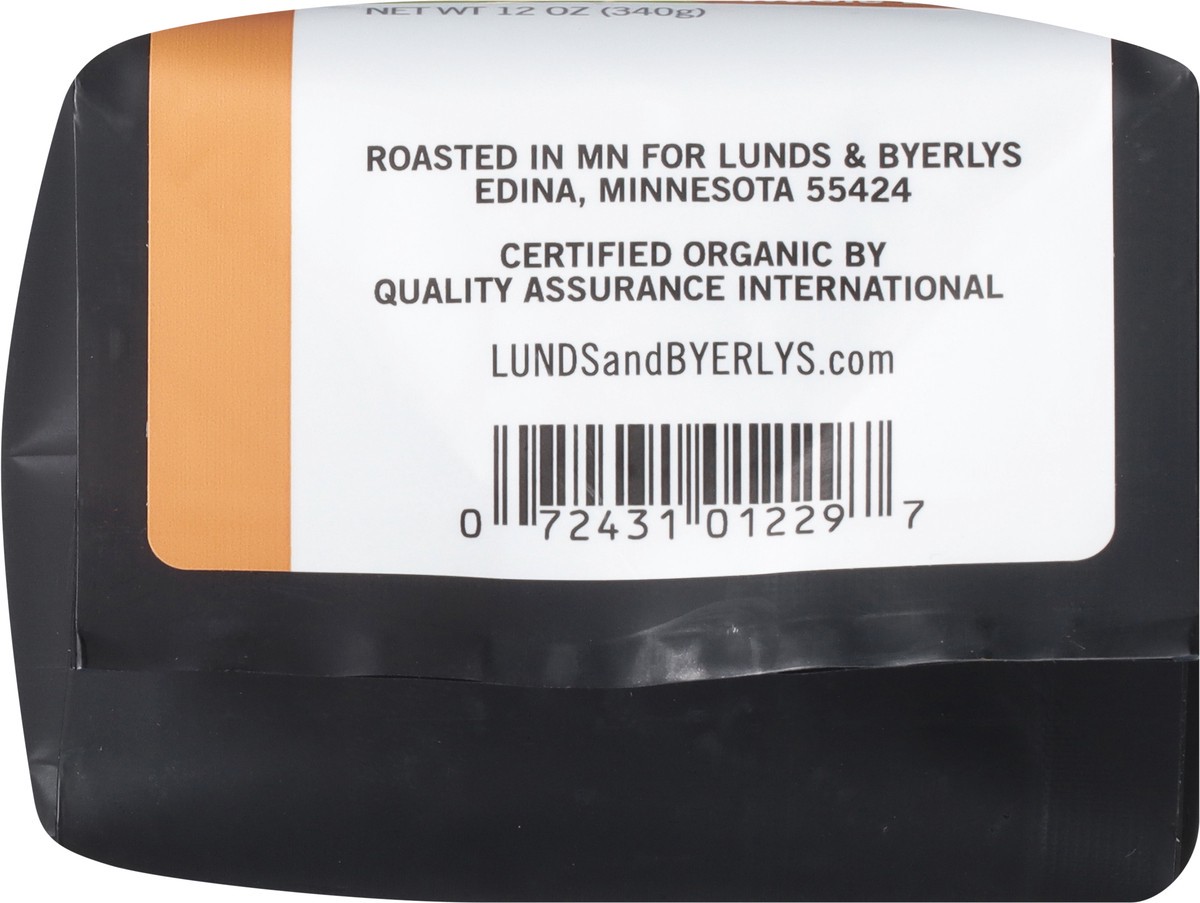 NET WT 12 OZ (340g)
ROASTED IN MN FOR LUNDS & BYERLYS
EDINA, MINNESOTA 55424
CERTIFIED ORGANIC BY
QUALITY ASSURANCE INTERNATIONAL
LUNDSandBYERLYS.com
0 72431 01229 7